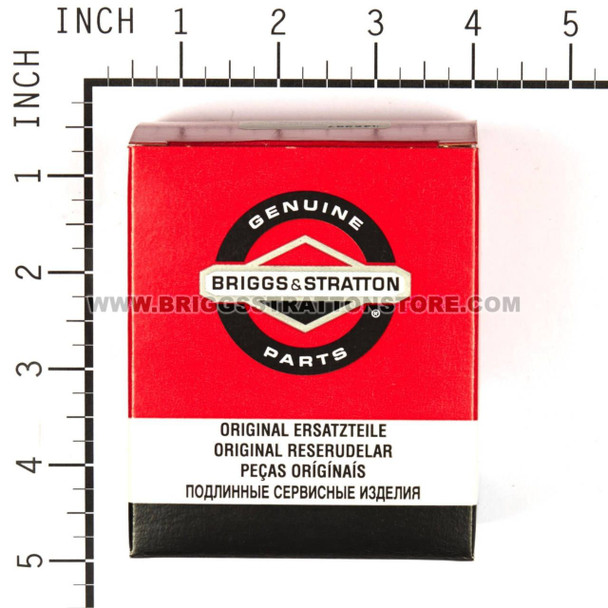 INCH 1 2 3 4 5
INCH
1
2
3
4
5
GENUINE
BRIGGS&STRATTON
®
PARTS
WWW.BRIGGSSTRATTONSTORE.COM
ORIGINAL ERSATZTEILE
ORIGINAL RESERUDELAR
PEÇAS ORÍGÍNAÍS
ПОДЛИННЫЕ СЕРВИСНЫЕ ИЗДЕЛИЯ